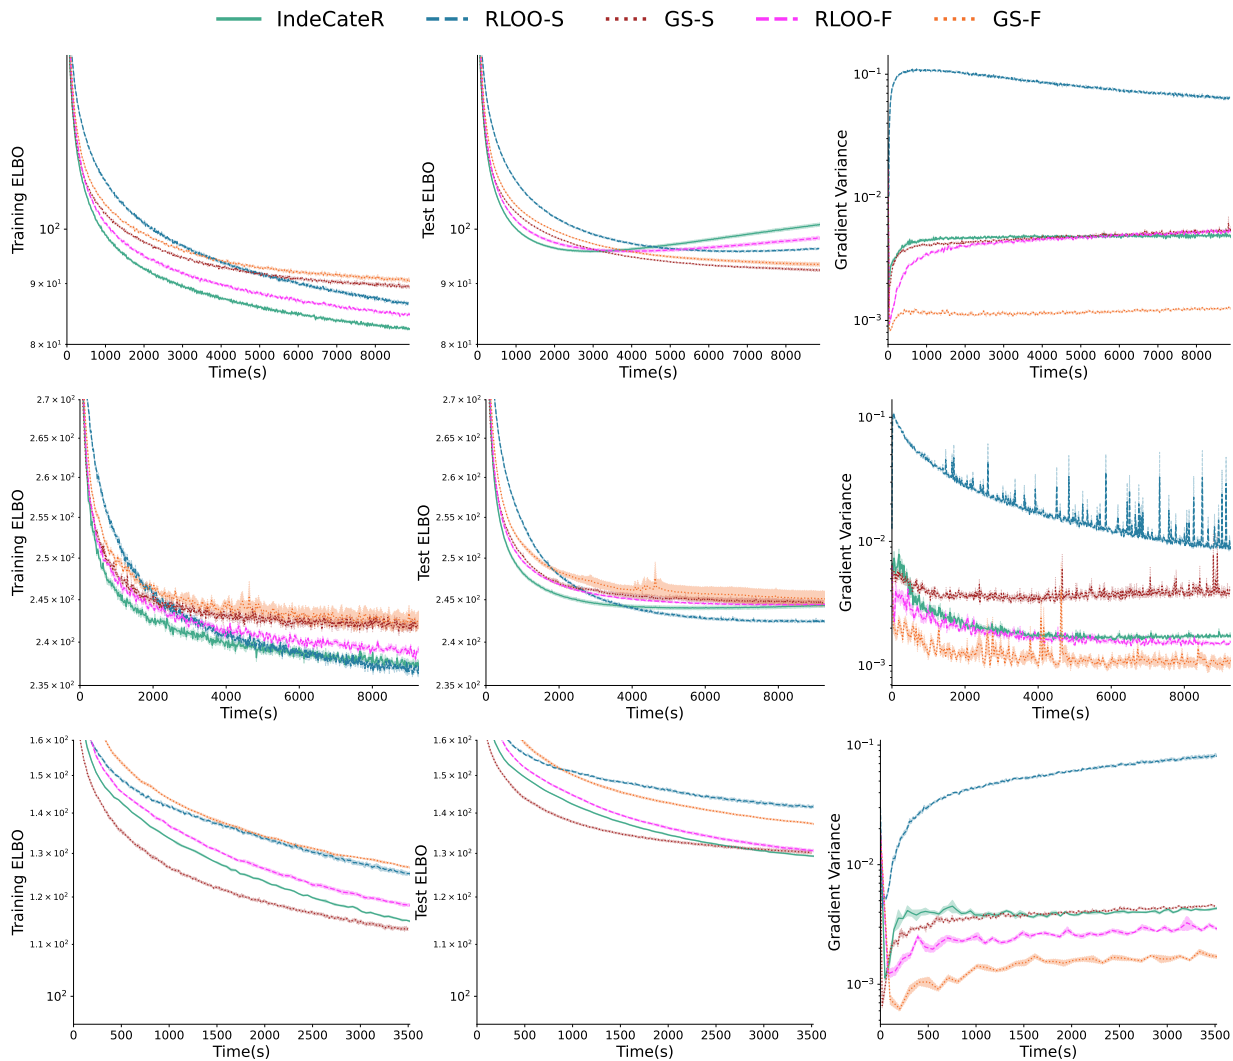 IndeCateR RLOO-S GS-S RLOO-F GS-F
Training ELBO
10²
9 × 10¹
8 × 10¹
0 1000 2000 3000 4000 5000 6000 7000 8000
Time(s)
Test ELBO
10²
9 × 10¹
8 × 10¹
0 1000 2000 3000 4000 5000 6000 7000 8000
Time(s)
Gradient Variance
10⁻¹
10⁻²
10⁻³
0 1000 2000 3000 4000 5000 6000 7000 8000
Time(s)
Training ELBO
2.7 × 10²
2.65 × 10²
2.6 × 10²
2.55 × 10²
2.5 × 10²
2.45 × 10²
2.4 × 10²
2.35 × 10²
0 2000 4000 6000 8000
Time(s)
Test ELBO
2.7 × 10²
2.65 × 10²
2.6 × 10²
2.55 × 10²
2.5 × 10²
2.45 × 10²
2.4 × 10²
2.35 × 10²
0 2000 4000 6000 8000
Time(s)
Gradient Variance
10⁻¹
10⁻²
10⁻³
0 2000 4000 6000 8000
Time(s)
Training ELBO
1.6 × 10²
1.5 × 10²
1.4 × 10²
1.3 × 10²
1.2 × 10²
1.1 × 10²
10²
0 500 1000 1500 2000 2500 3000 3500
Time(s)
Test ELBO
1.6 × 10²
1.5 × 10²
1.4 × 10²
1.3 × 10²
1.2 × 10²
1.1 × 10²
10²
0 500 1000 1500 2000 2500 3000 3500
Time(s)
Gradient Variance
10⁻¹
10⁻²
10⁻³
0 500 1000 1500 2000 2500 3000 3500
Time(s)